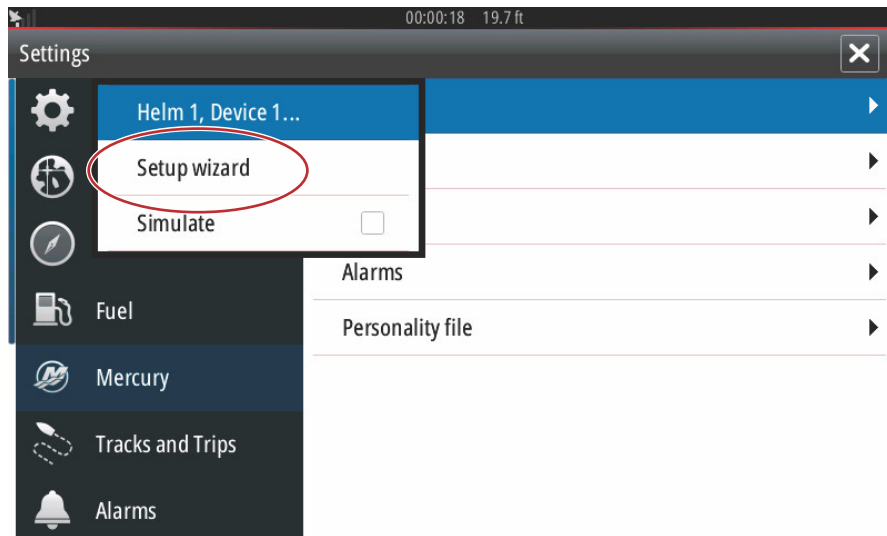 00:00:18 19.7 ft
Settings
Helm 1, Device 1...
Setup wizard
Simulate
Alarms
Fuel
Personality file
Mercury
Tracks and Trips
Alarms